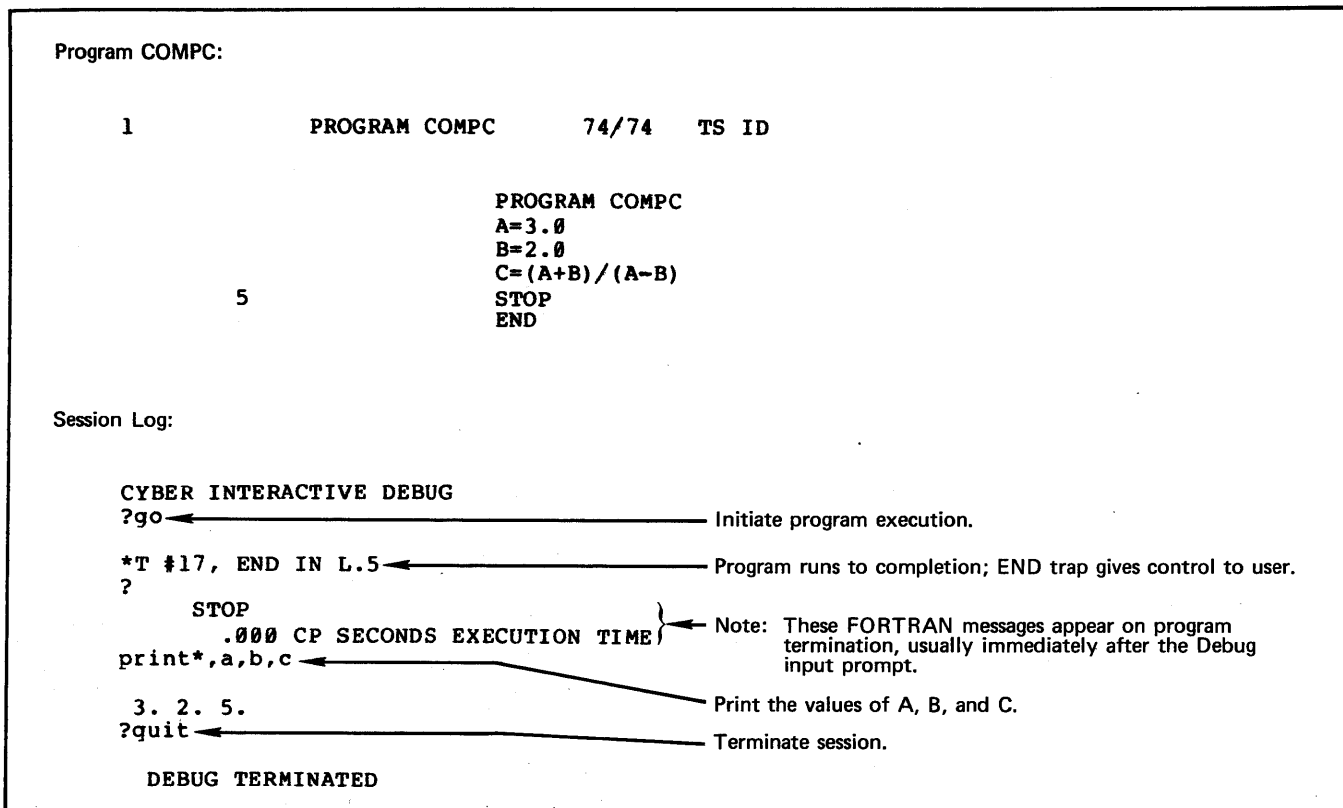 Program COMPC:
1 PROGRAM COMPC 74/74 TS ID
PROGRAM COMPC
A=3.0
B=2.0
C=(A+B)/(A-B)
5 STOP
END
Session Log:
CYBER INTERACTIVE DEBUG
?go Initiate program execution.
*T #17, END IN L.5 Program runs to completion; END trap gives control to user.
?
STOP
.000 CP SECONDS EXECUTION TIME Note: These FORTRAN messages appear on program
termination, usually immediately after the Debug
input prompt.
print*,a,b,c
3. 2. 5. Print the values of A, B, and C.
?quit
Terminate session.
DEBUG TERMINATED